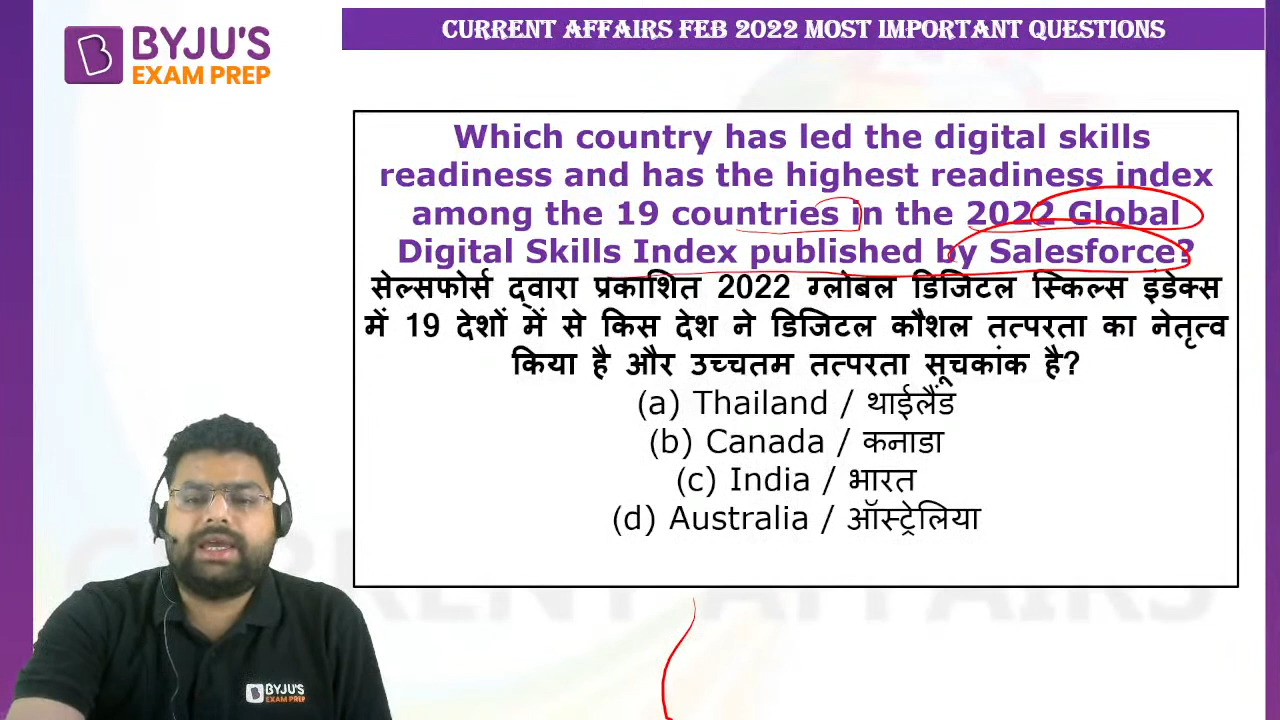 BYJU'S
EXAM PREP
CURRENT AFFAIRS FEB 2022 MOST IMPORTANT QUESTIONS
Which country has led the digital skills
readiness and has the highest readiness index
among the 19 countries in the 2022 Global
Digital Skills Index published by Salesforce?
सेल्सफोर्स द्वारा प्रकाशित 2022 ग्लोबल डिजिटल स्किल्स इंडेक्स
में 19 देशों में से किस देश ने डिजिटल कौशल तत्परता का नेतृत्व
किया है और उच्चतम तत्परता सूचकांक है?
(a) Thailand / थाईलैंड
(b) Canada / कनाडा
(c) India / भारत
(d) Australia / ऑस्ट्रेलिया
CURRENT AFFAIRS
BYJU'S
EXAM PREP